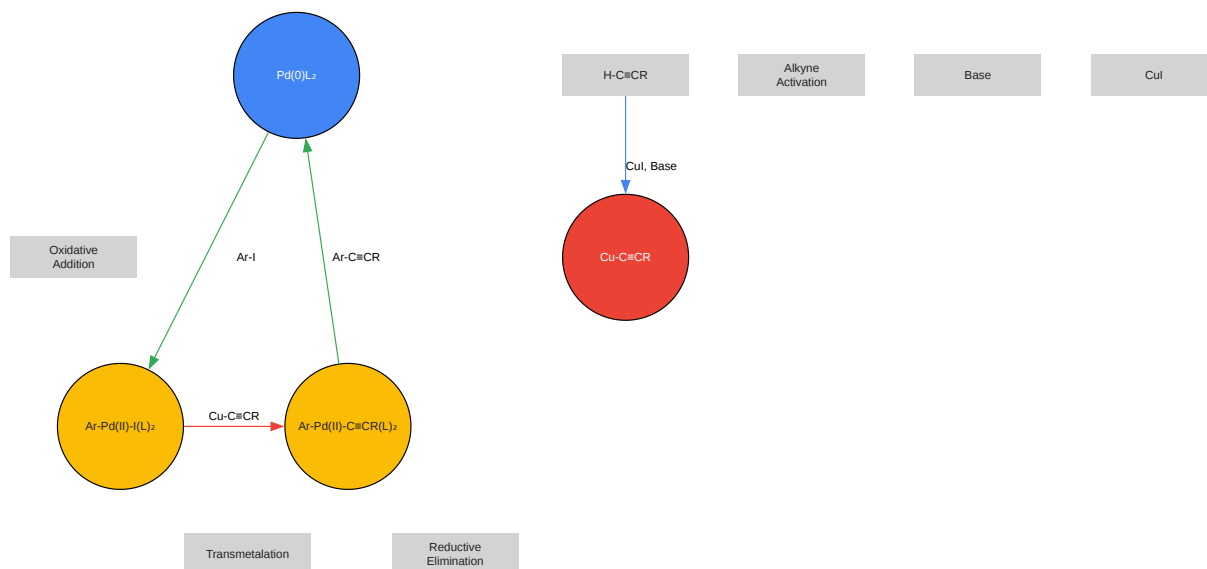 Pd(0)L₂
H-C≡CR
Alkyne
Activation
Base
CuI
CuI, Base
Oxidative
Addition
Ar-I
Ar-C≡CR
Cu-C≡CR
Cu-C≡CR
Ar-Pd(II)-I(L)₂
Ar-Pd(II)-C≡CR(L)₂
Transmetalation
Reductive
Elimination